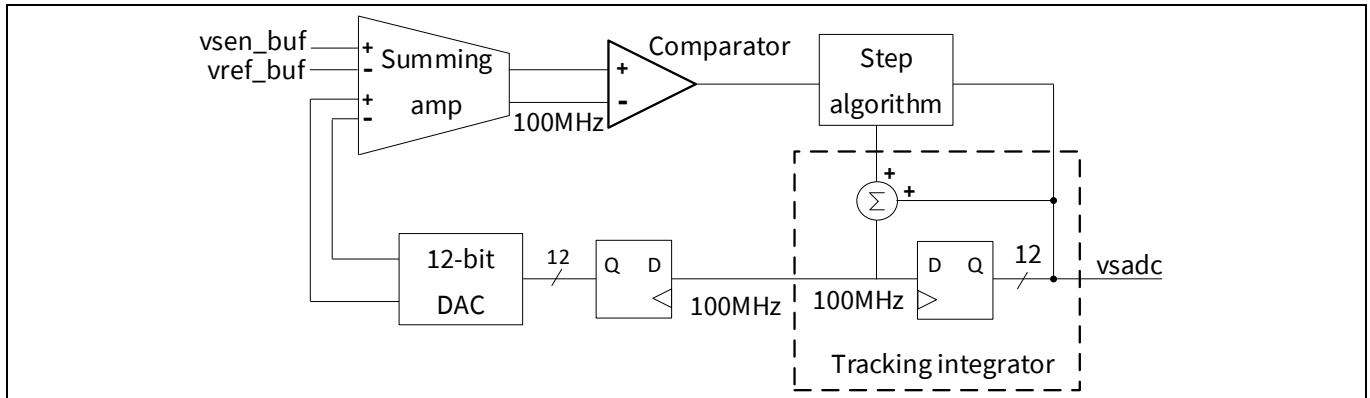 vsen_buf
vref_buf
+
-
+
-
Summing
amp
100MHz
+
-
Comparator
Step
algorithm
+
+
Σ
12-bit
DAC
12
Q D
100MHz
100MHz
D Q
12
vsadc
Tracking integrator